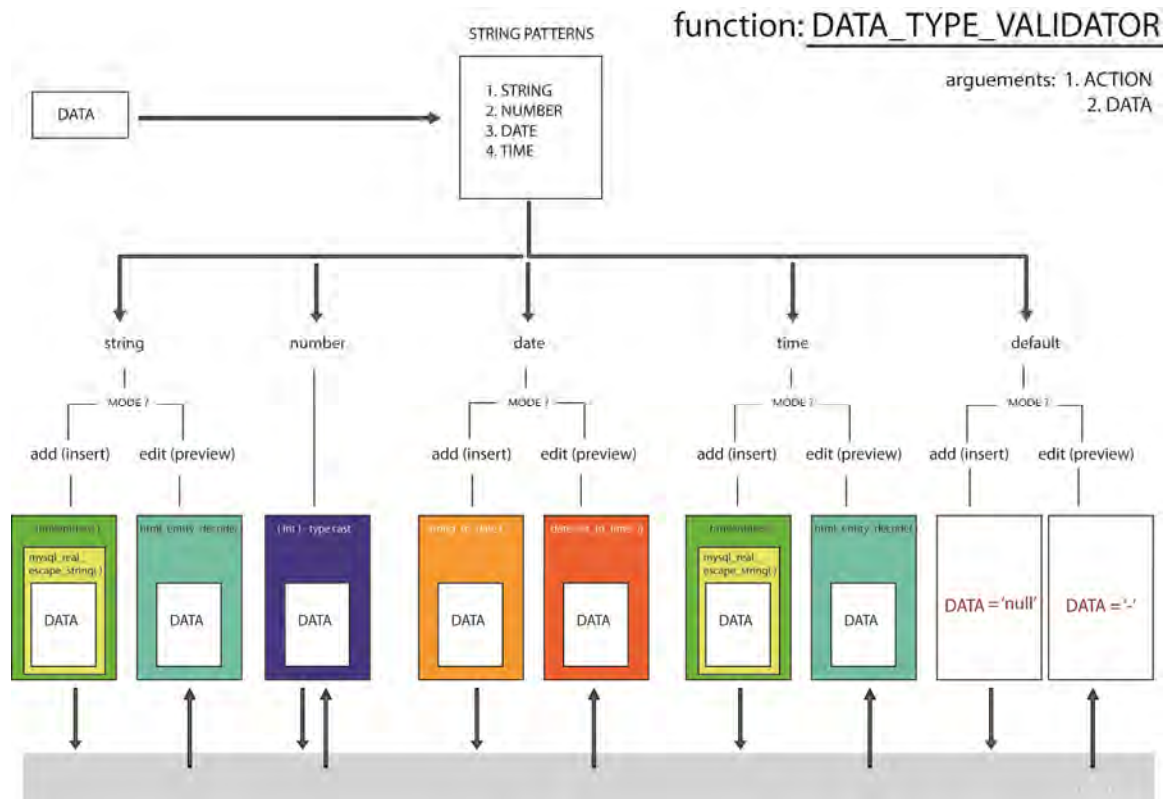 function: DATA_TYPE_VALIDATOR
STRING PATTERNS
arguements: 1. ACTION
2. DATA
DATA
1. STRING
2. NUMBER
3. DATE
4. TIME
string number date time default
MODE ? MODE ? MODE ? MODE ?
add (insert) edit (preview) add (insert) edit (preview) add (insert) edit (preview) add (insert) edit (preview)
html_entity_decode() (int) - type cast html_entity_decode()
mysql_real_ mysql_real_
escape_string() escape_string()
DATA DATA DATA DATA DATA DATA DATA DATA = 'null' DATA = '-'